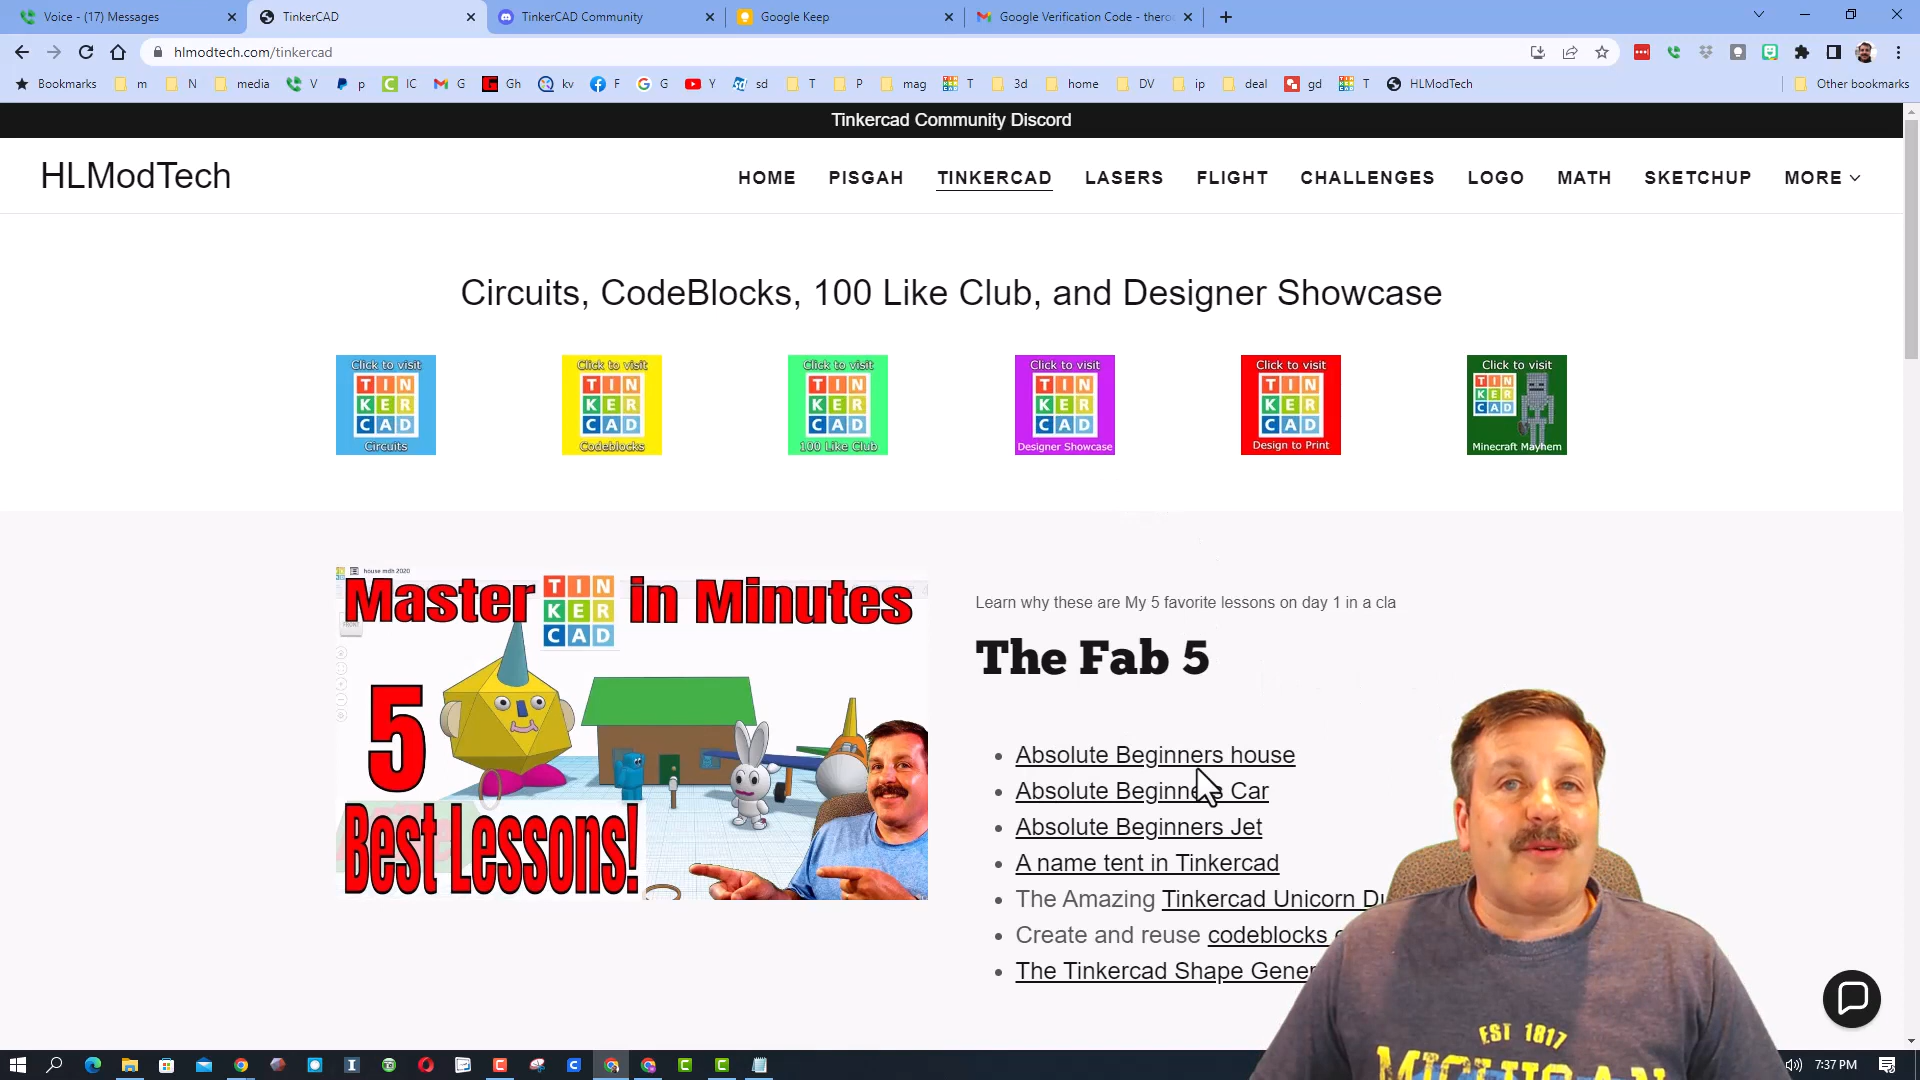 Voice - (17) Messages
TinkerCAD
TinkerCAD Community
Google Keep
Google Verification Code - thero
hlmodtech.com/tinkercad
Bookmarks m N media V p IC G Gh kv F G Y sd T P mag T 3d home DV ip deal gd T HLModTech Other bookmarks
Tinkercad Community Discord
HLModTech
HOME PISGAH TINKERCAD LASERS FLIGHT CHALLENGES LOGO MATH SKETCHUP MORE
Circuits, CodeBlocks, 100 Like Club, and Designer Showcase
Click to visit
TIN
KER
CAD
Circuits
Click to visit
TIN
KER
CAD
Codeblocks
Click to visit
TIN
KER
CAD
100 Like Club
Click to visit
TIN
KER
CAD
Designer Showcase
Click to visit
TIN
KER
CAD
Design to Print
Click to visit
TIN
KER
CAD
Minecraft Mayhem
house mdh 2020
Master TIN KER CAD in Minutes
5
Best Lessons!
Learn why these are My 5 favorite lessons on day 1 in a cla
The Fab 5
Absolute Beginners house
Absolute Beginners Car
Absolute Beginners Jet
A name tent in Tinkercad
The Amazing Tinkercad Unicorn Du
Create and reuse codeblocks
The Tinkercad Shape Gener
EST 1817
MICHIGAN
7:37 PM